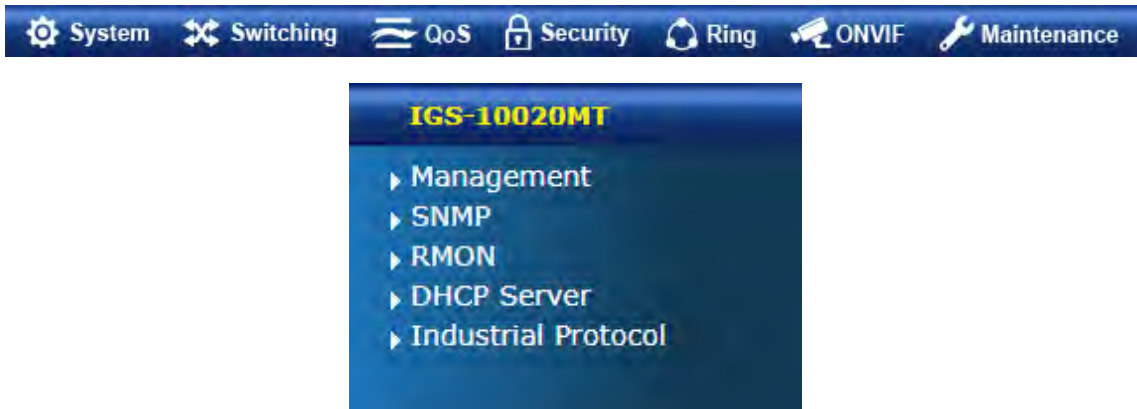 System Switching QoS Security Ring ONVIF Maintenance
IGS-10020MT
Management
SNMP
RMON
DHCP Server
Industrial Protocol